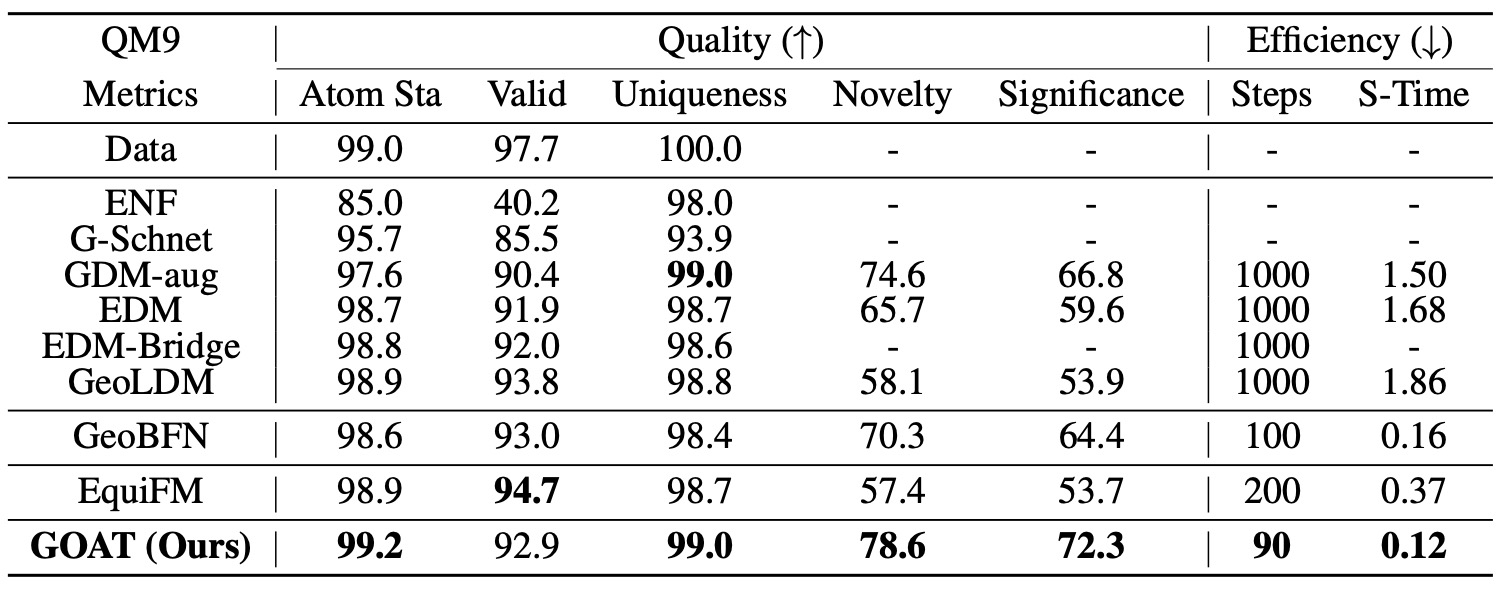 QM9 Quality (↑) Efficiency (↓)
Metrics Atom Sta Valid Uniqueness Novelty Significance Steps S-Time
Data 99.0 97.7 100.0 - - - -
ENF 85.0 40.2 98.0 - - - -
G-Schnet 95.7 85.5 93.9 - - - -
GDM-aug 97.6 90.4 99.0 74.6 66.8 1000 1.50
EDM 98.7 91.9 98.7 65.7 59.6 1000 1.68
EDM-Bridge 98.8 92.0 98.6 - - 1000 -
GeoLDM 98.9 93.8 98.8 58.1 53.9 1000 1.86
GeoBFN 98.6 93.0 98.4 70.3 64.4 100 0.16
EquiFM 98.9 94.7 98.7 57.4 53.7 200 0.37
GOAT (Ours) 99.2 92.9 99.0 78.6 72.3 90 0.12